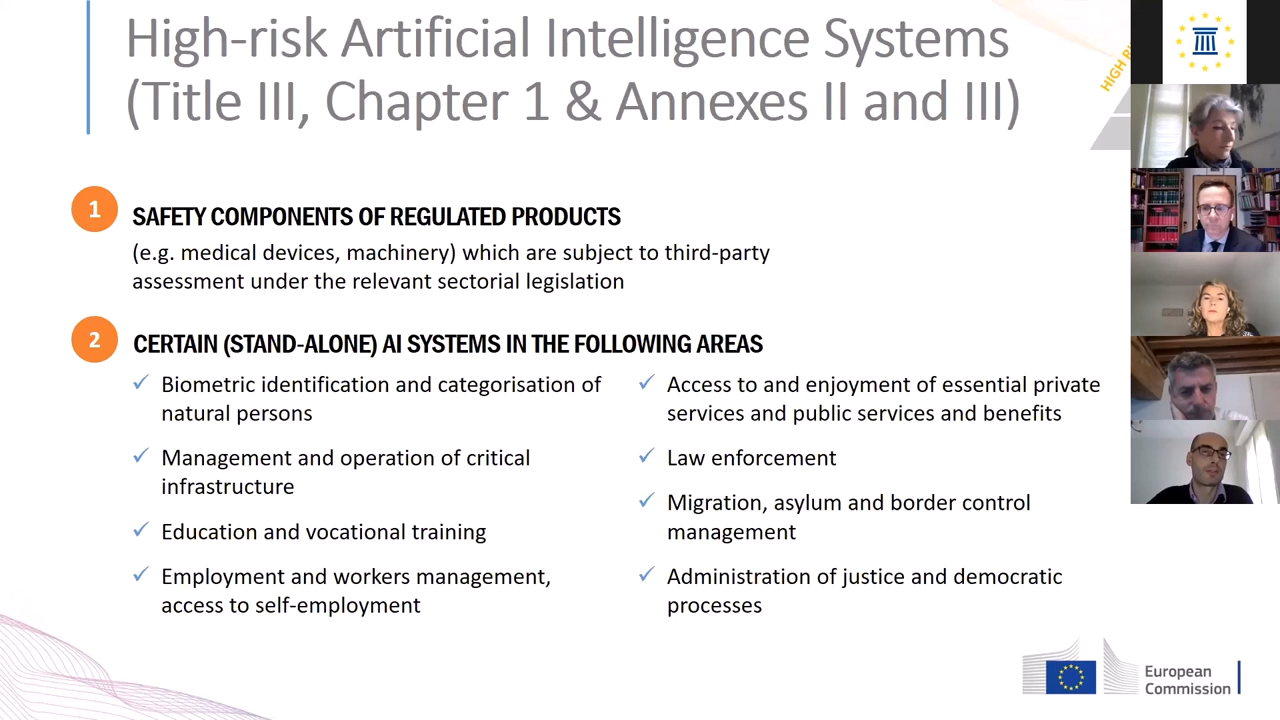 High-risk Artificial Intelligence Systems
(Title III, Chapter 1 & Annexes II and III)
HIGH
1
SAFETY COMPONENTS OF REGULATED PRODUCTS
(e.g. medical devices, machinery) which are subject to third-party
assessment under the relevant sectorial legislation
2
CERTAIN (STAND-ALONE) AI SYSTEMS IN THE FOLLOWING AREAS
Biometric identification and categorisation of
natural persons
Management and operation of critical
infrastructure
Education and vocational training
Employment and workers management,
access to self-employment
Access to and enjoyment of essential private
services and public services and benefits
Law enforcement
Migration, asylum and border control
management
Administration of justice and democratic
processes
European
Commission